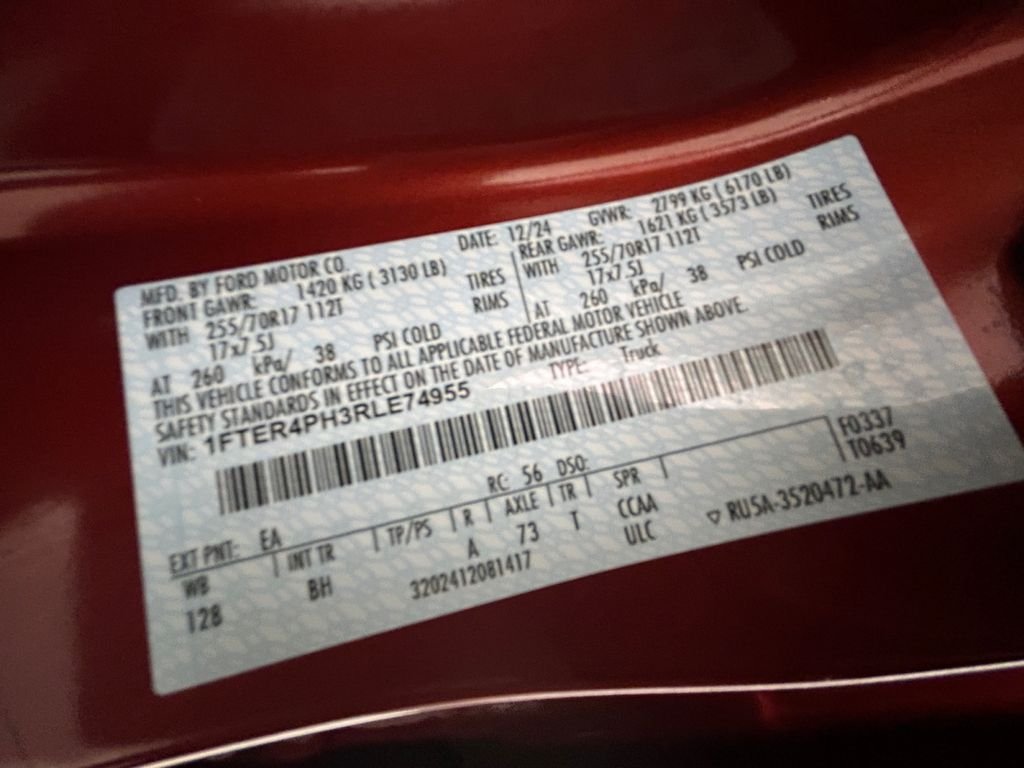 MFD. BY FORD MOTOR CO. DATE: 12/24 GVWR: 2799 KG ( 6170 LB)
FRONT GAWR: 1420 KG ( 3130 LB) REAR GAWR: 1621 KG ( 3573 LB)
WITH 255/70R17 112T TIRES WITH 255/70R17 112T TIRES
17x7.5J RIMS 17x7.5J RIMS
AT 260 kPa/ 38 PSI COLD AT 260 kPa/ 38 PSI COLD
THIS VEHICLE CONFORMS TO ALL APPLICABLE FEDERAL MOTOR VEHICLE
SAFETY STANDARDS IN EFFECT ON THE DATE OF MANUFACTURE SHOWN ABOVE.
VIN: 1FTER4PH3RLE74955 TYPE: Truck
F0337
T0639
EXT PNT: EA RC: 56 DSO:
WB INT TR TP/PS R AXLE TR SPR
128 BH A 73 T CCAA
3202412081417 ULC ▽ RU5A-3520472-AA